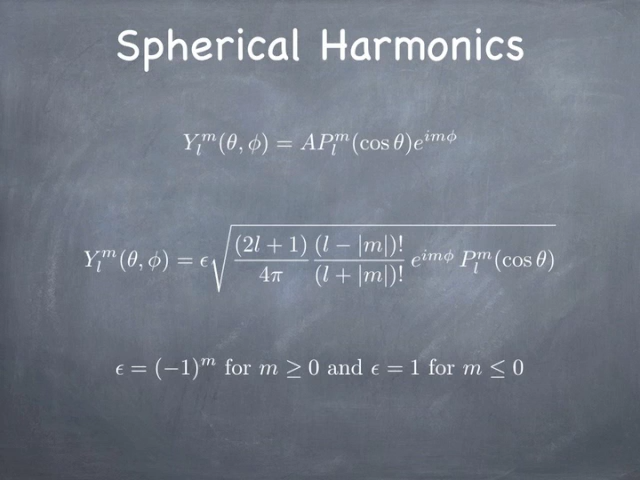 Spherical Harmonics
Y_l^m(θ, ϕ) = AP_l^m(cos θ)e^{imϕ}
Y_l^m(θ, ϕ) = ϵ√((2l + 1)/4π (l − |m|)!/(l + |m|)! e^{imϕ} P_l^m(cos θ))
ϵ = (−1)^m for m ≥ 0 and ϵ = 1 for m ≤ 0